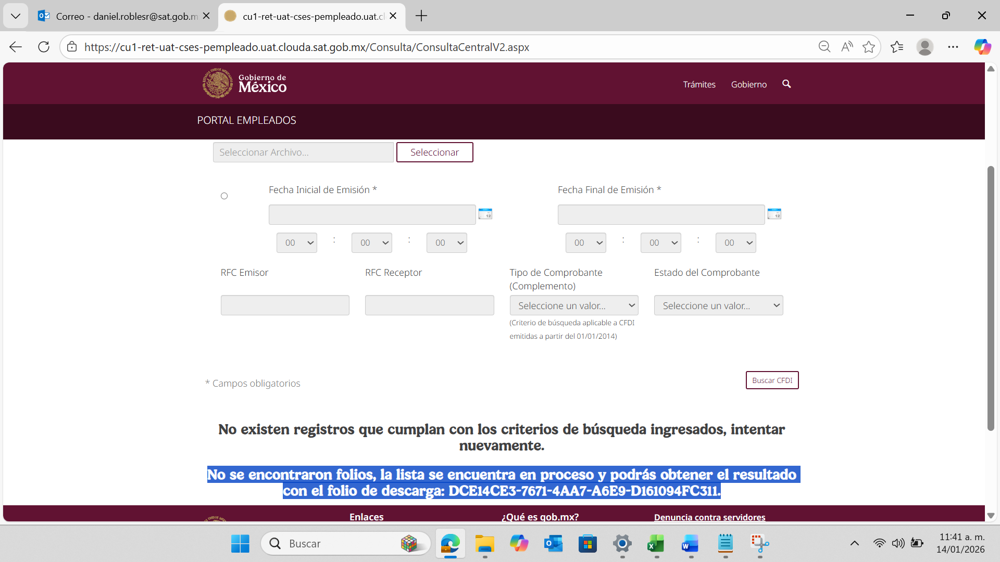 Correo - daniel.roblesr@sat.gob.m
cu1-ret-uat-cses-pempleado.uat.cl
https://cu1-ret-uat-cses-pempleado.uat.clouda.sat.gob.mx/Consulta/ConsultaCentralV2.aspx
Gobierno de
México
Trámites
Gobierno
PORTAL EMPLEADOS
Seleccionar Archivo...
Seleccionar
Fecha Inicial de Emisión *
Fecha Final de Emisión *
12
12
00 : 00 : 00
00 : 00 : 00
RFC Emisor
RFC Receptor
Tipo de Comprobante
(Complemento)
Estado del Comprobante
Seleccione un valor...
Seleccione un valor...
(Criterio de búsqueda aplicable a CFDI
emitidas a partir del 01/01/2014)
* Campos obligatorios
Buscar CFDI
No existen registros que cumplan con los criterios de búsqueda ingresados, intentar
nuevamente.
No se encontraron folios, la lista se encuentra en proceso y podrás obtener el resultado
con el folio de descarga: DCE14CE3-7671-4AA7-A6E9-D161094FC311.
Enlaces
¿Qué es gob.mx?
Denuncia contra servidores
Buscar
11:41 a. m.
14/01/2026